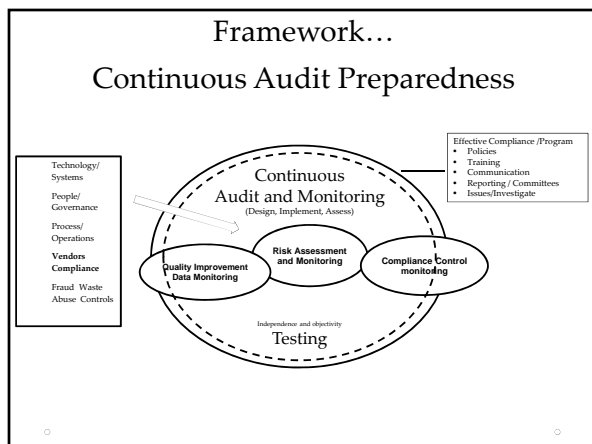 Framework…
Continuous Audit Preparedness
Technology/
Systems
People/
Governance
Process/
Operations
Vendors
Compliance
Fraud Waste
Abuse Controls
Effective Compliance /Program
• Policies
• Training
• Communication
• Reporting / Committees
• Issues/Investigate
Continuous
Audit and Monitoring
(Design, Implement, Assess)
Risk Assessment
and Monitoring
Quality Improvement
Data Monitoring
Compliance Control
monitoring
Independence and objectivity
Testing